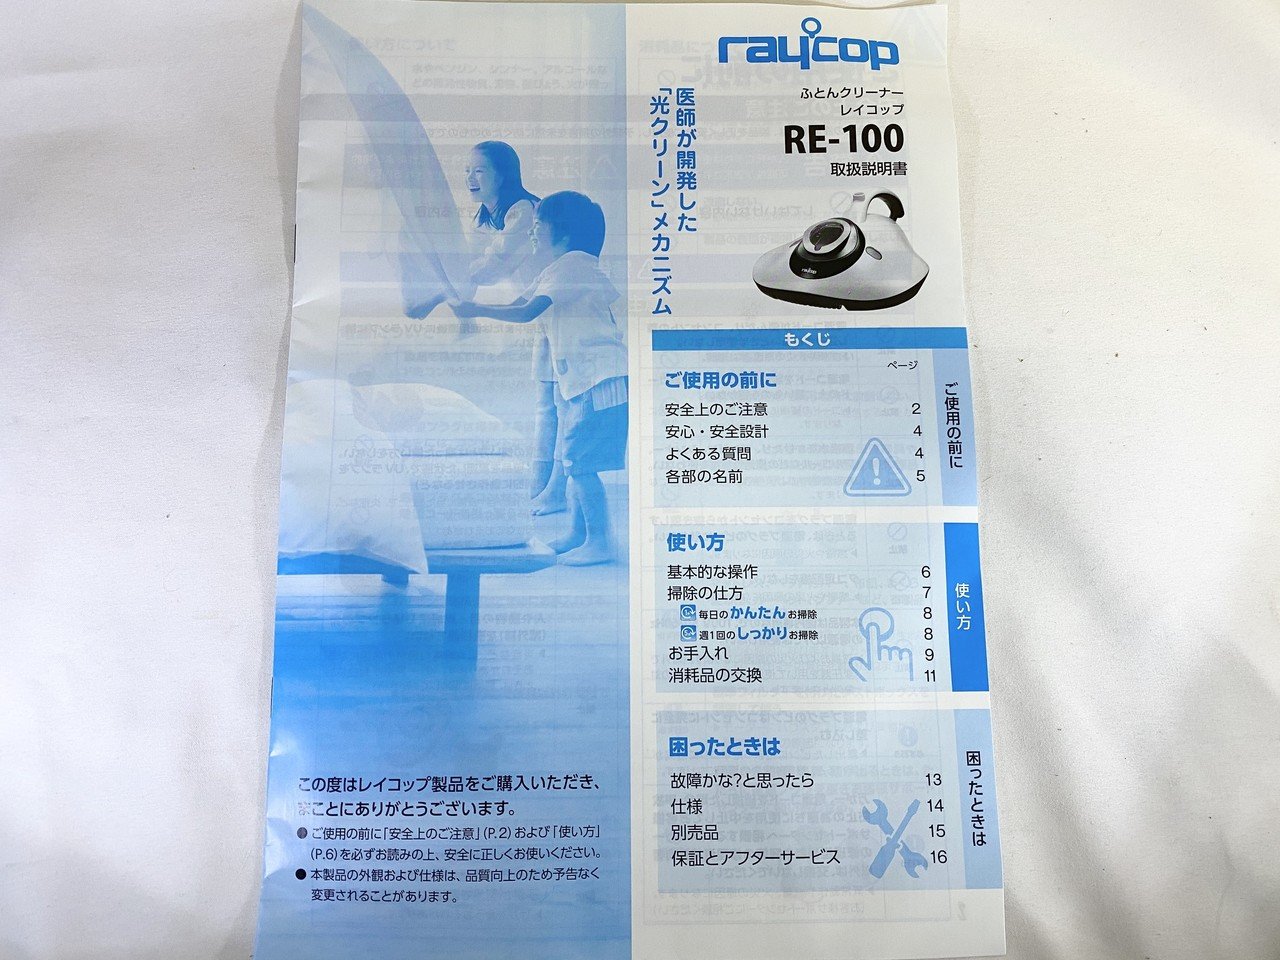 raycop
ふとんクリーナー
レイコップ
RE-100
取扱説明書
医師が開発した
「光クリーン」メカニズム
raycop
もくじ
ページ
ご使用の前に
安全上のご注意 2
安心・安全設計 4
よくある質問 4
各部の名前 5
ご使用の前に
使い方
基本的な操作 6
掃除の仕方 7
毎日のかんたんお掃除 8
週1回のしっかりお掃除 8
お手入れ 9
消耗品の交換 11
使い方
困ったときは
故障かな?と思ったら 13
仕様 14
別売品 15
保証とアフターサービス 16
困ったときは
この度はレイコップ製品をご購入いただき、
まことにありがとうございます。
● ご使用の前に「安全上のご注意」(P.2)および「使い方」
(P.6)を必ずお読みの上、安全に正しくお使いください。
● 本製品の外観および仕様は、品質向上のため予告なく
変更されることがあります。